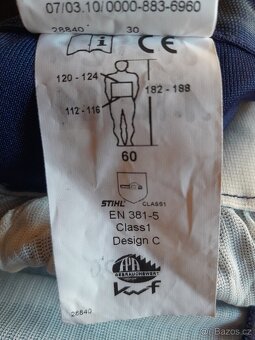 07/03.10/0000-883-6960
28840 30
i CE
120 - 124
182 - 188
112 - 116
60
STIHL CLASS1
EN 381-5
Class1
Design C
GEBRAUCHSWERT
kwf
28840
bazos.cz